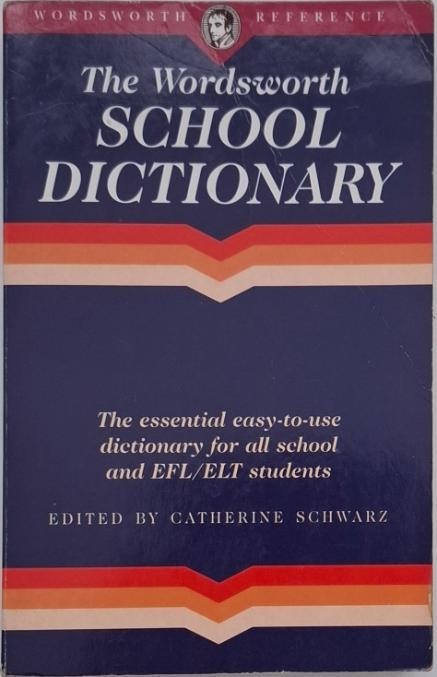 WORDSWORTH REFERENCE
The Wordsworth
SCHOOL
DICTIONARY
The essential easy-to-use
dictionary for all school
and EFL/ELT students
EDITED BY CATHERINE SCHWARZ